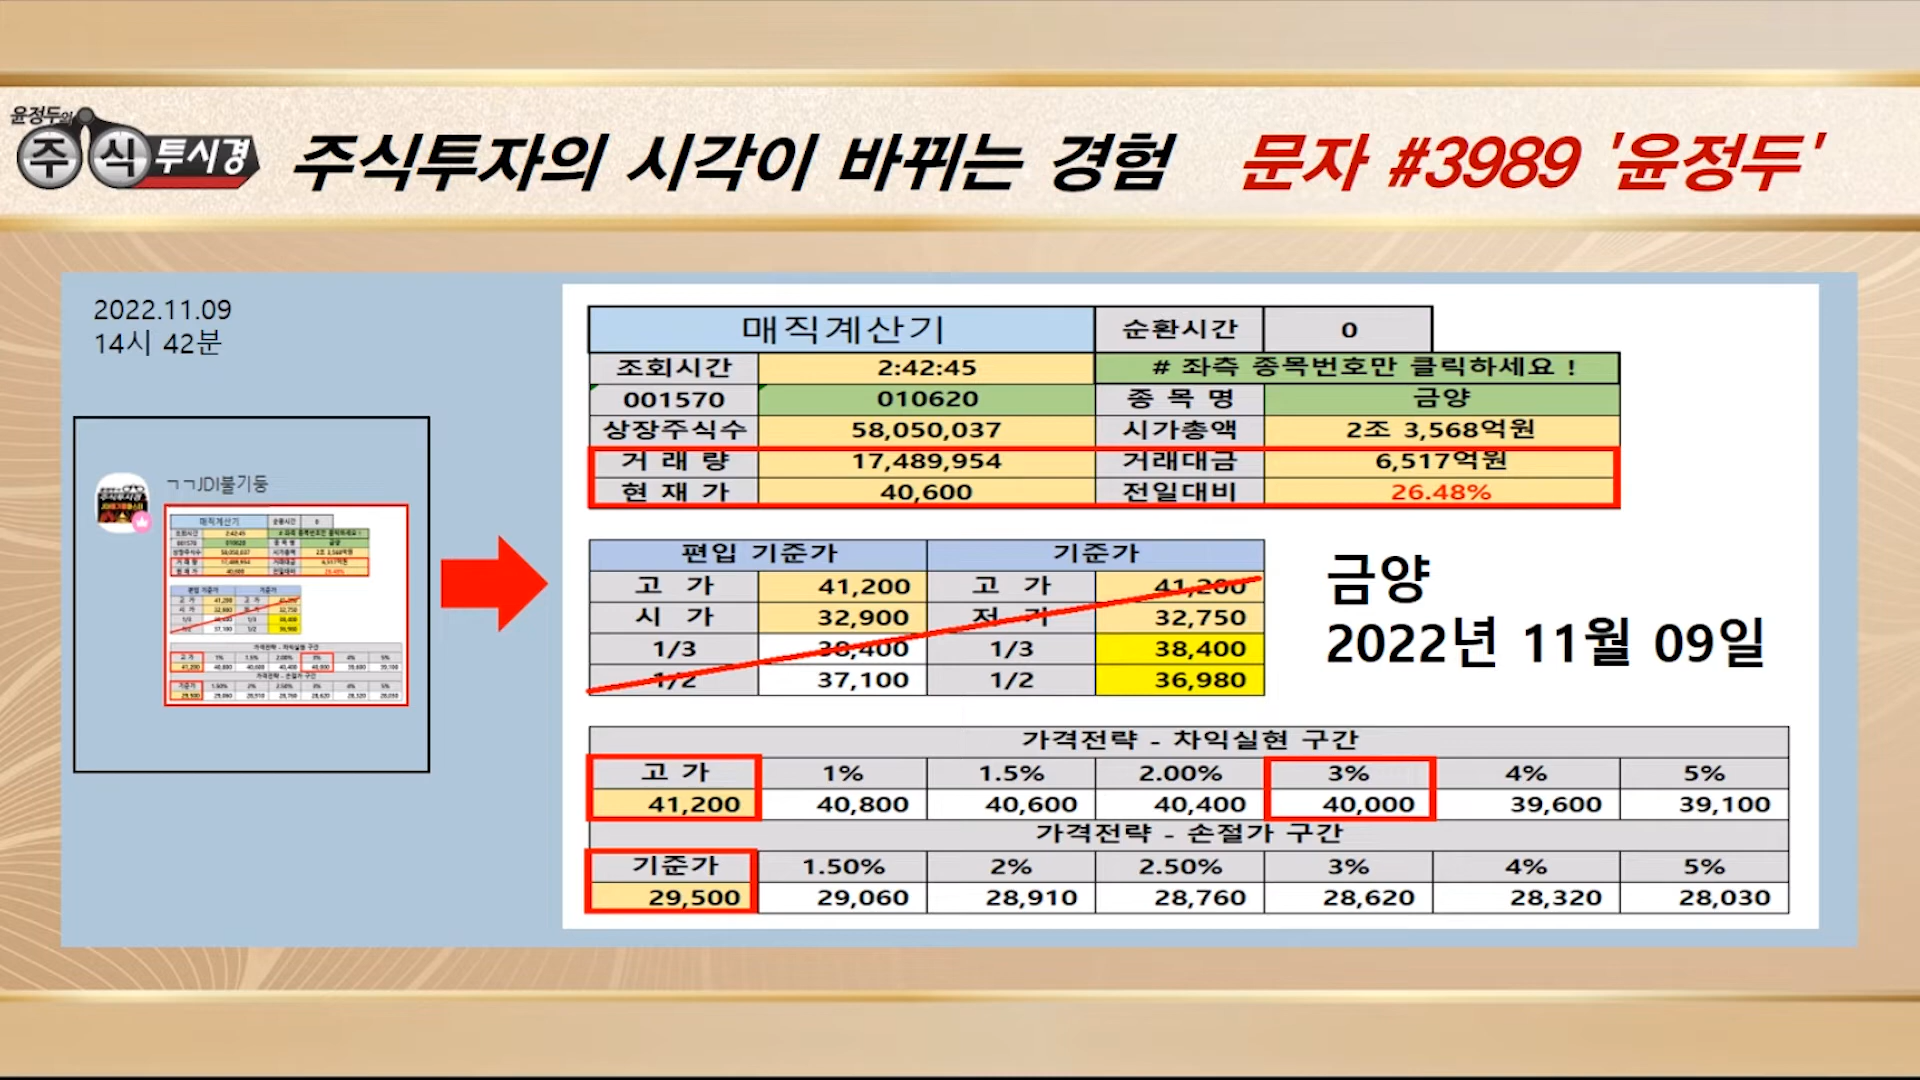 윤정두의
주식투시경
주식투자의 시각이 바뀌는 경험 문자 #3989 '윤정두'
2022.11.09
14시 42분
ㄱㄱJDI불기둥
매직계산기 순환시간 0
조회시간 2:42:45 # 좌측 종목번호만 클릭하세요 !
001570 010620 종 목 명 금양
상장주식수 58,050,037 시가총액 2조 3,568억원
거 래 량 17,489,954 거래대금 6,517억원
현 재 가 40,600 전일대비 26.48%
편입 기준가 기준가
고 가 41,200 고 가 41,200
시 가 32,900 저 가 32,750
1/3 38,400 1/3 38,400
1/2 37,100 1/2 36,980
금양
2022년 11월 09일
가격전략 - 차익실현 구간
고 가 1% 1.5% 2.00% 3% 4% 5%
41,200 40,800 40,600 40,400 40,000 39,600 39,100
가격전략 - 손절가 구간
기준가 1.50% 2% 2.50% 3% 4% 5%
29,500 29,060 28,910 28,760 28,620 28,320 28,030